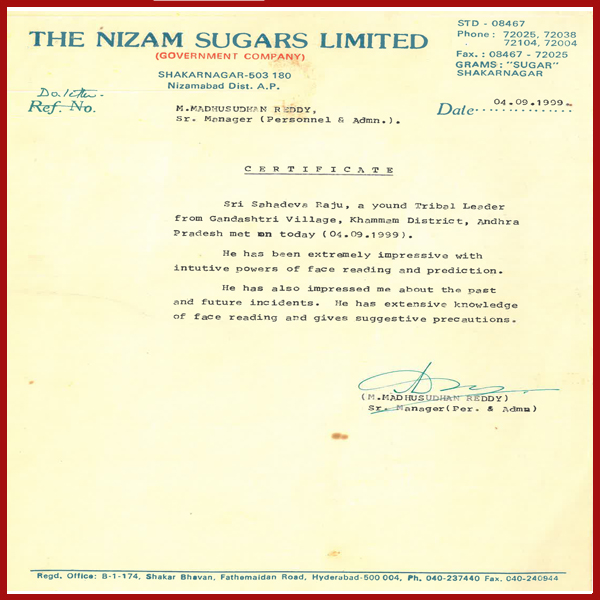 STD - 08467
Phone : 72025, 72038
72104, 72004
Fax. : 08467 - 72025
GRAMS : "SUGAR"
SHAKARNAGAR
THE NIZAM SUGARS LIMITED
(GOVERNMENT COMPANY)
SHAKARNAGAR-503 180
Nizamabad Dist. A.P.
Ref. No.
M.MADHUSUDHAN REDDY,
Sr. Manager (Personnel & Admn.).
Date 04.09.1999.
CERTIFICATE
Sri Sahadeva Raju, a yound Tribal Leader
from Gandashtri Village, Khammam District, Andhra
Pradesh met on today (04.09.1999).
He has been extremely impressive with
intutive powers of face reading and prediction.
He has also impressed me about the past
and future incidents. He has extensive knowledge
of face reading and gives suggestive precautions.
(M.MADHUSUDHAN REDDY)
Sr. Manager(Per. & Admn)
Regd. Office: B-1-174, Shakar Bhavan, Fathemaidan Road, Hyderabad-500 004, Ph. 040-237440 Fax. 040-240944